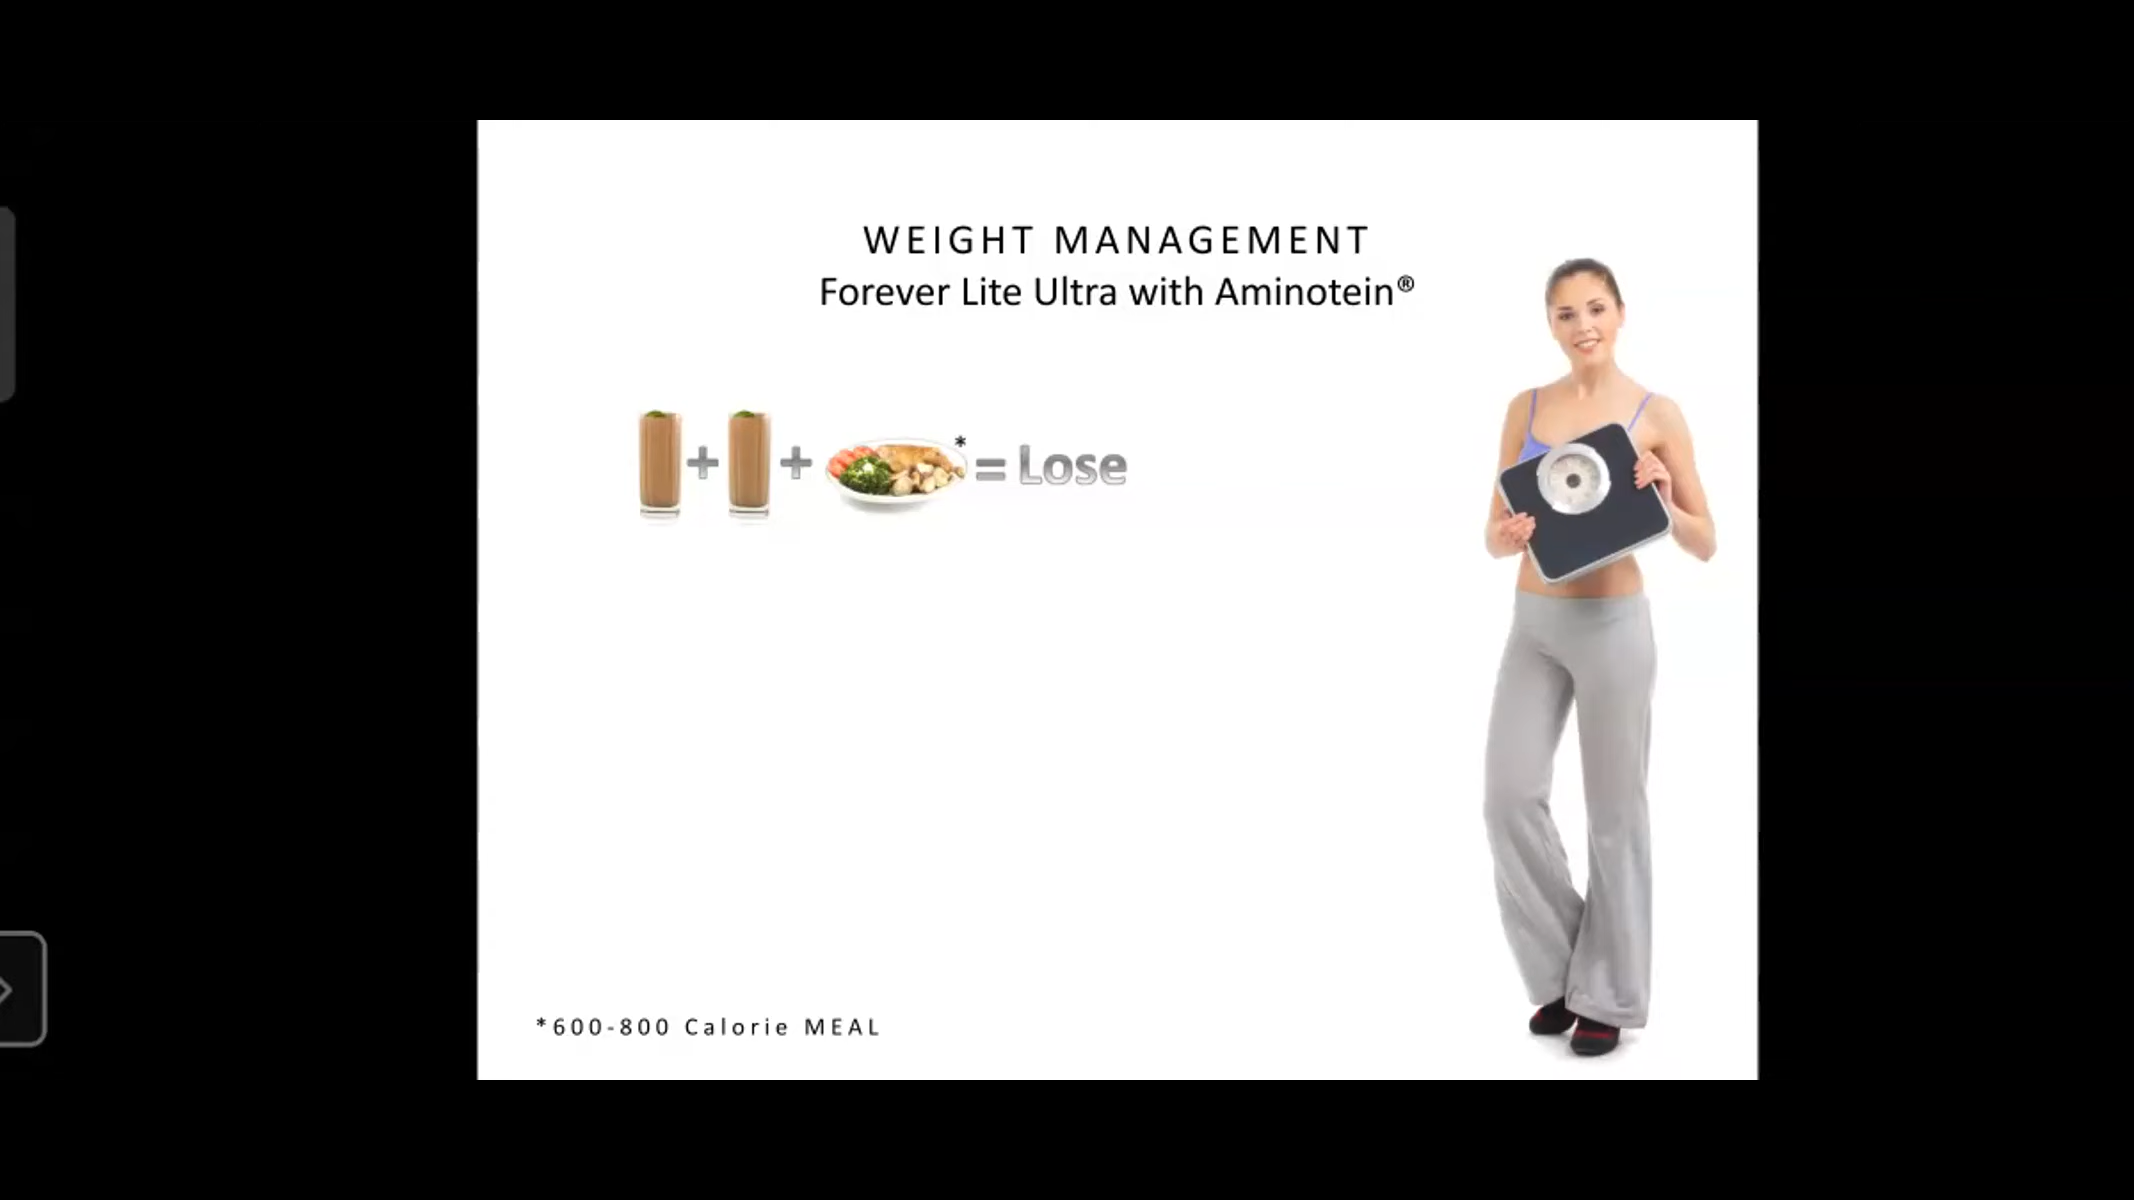 WEIGHT MANAGEMENT
Forever Lite Ultra with Aminotein®
+ + * = Lose
*600-800 Calorie MEAL